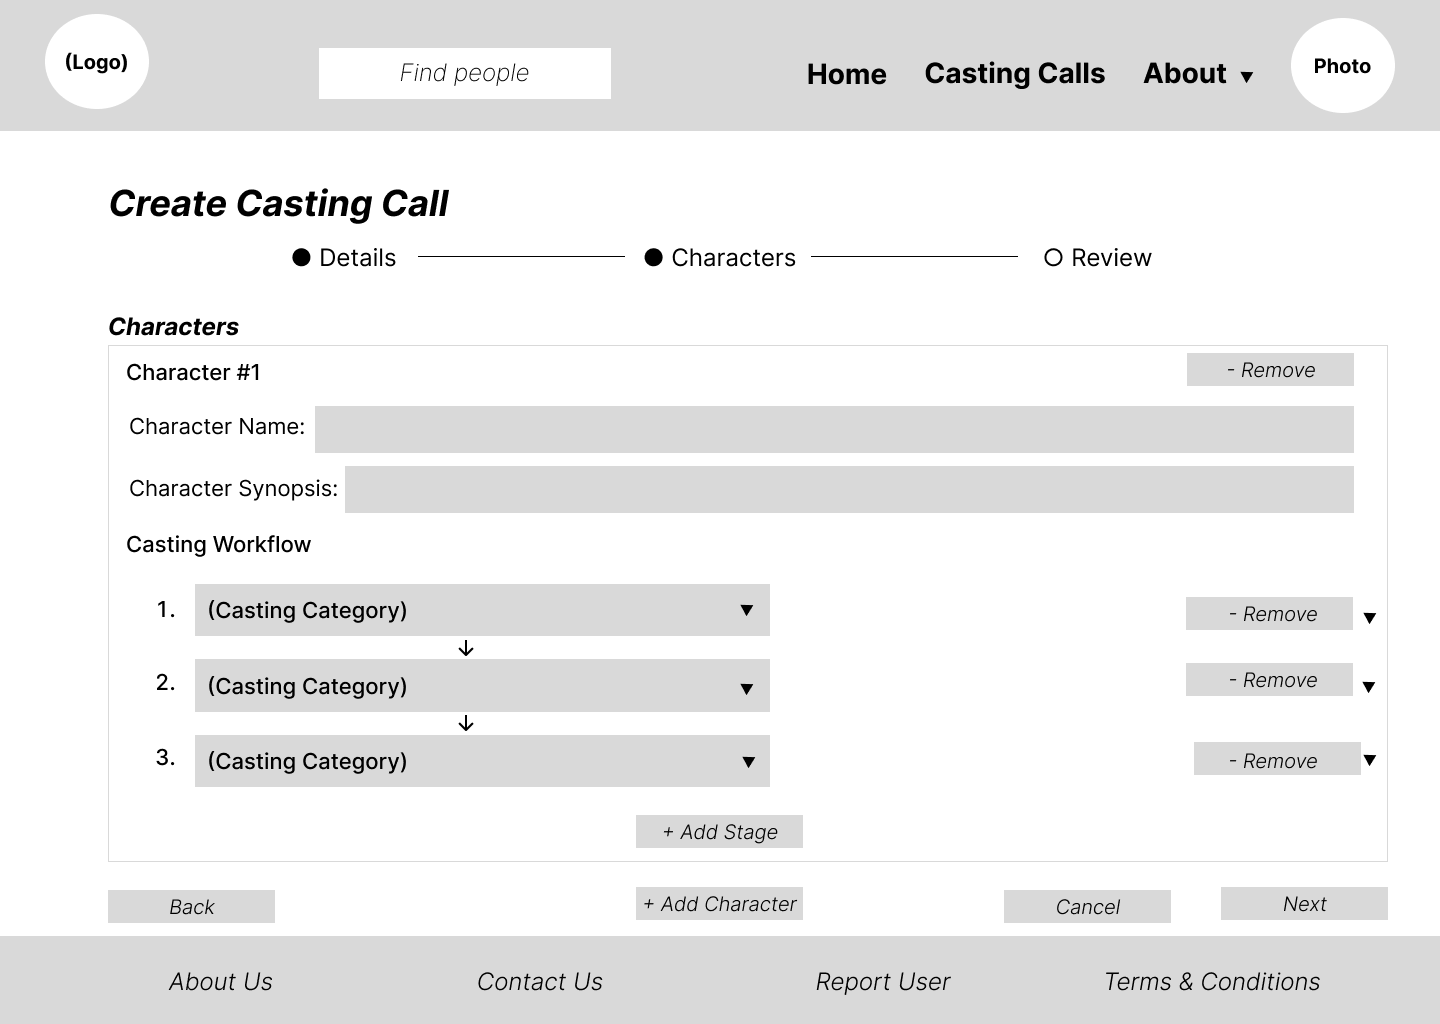 (Logo)
Find people
Home
Casting Calls
About ▼
Photo
Create Casting Call
Details
Characters
Review
Characters
Character #1
- Remove
Character Name:
Character Synopsis:
Casting Workflow
1. (Casting Category) ▼
- Remove ▼
2. (Casting Category) ▼
- Remove ▼
3. (Casting Category) ▼
- Remove ▼
+ Add Stage
Back
+ Add Character
Cancel
Next
About Us
Contact Us
Report User
Terms & Conditions